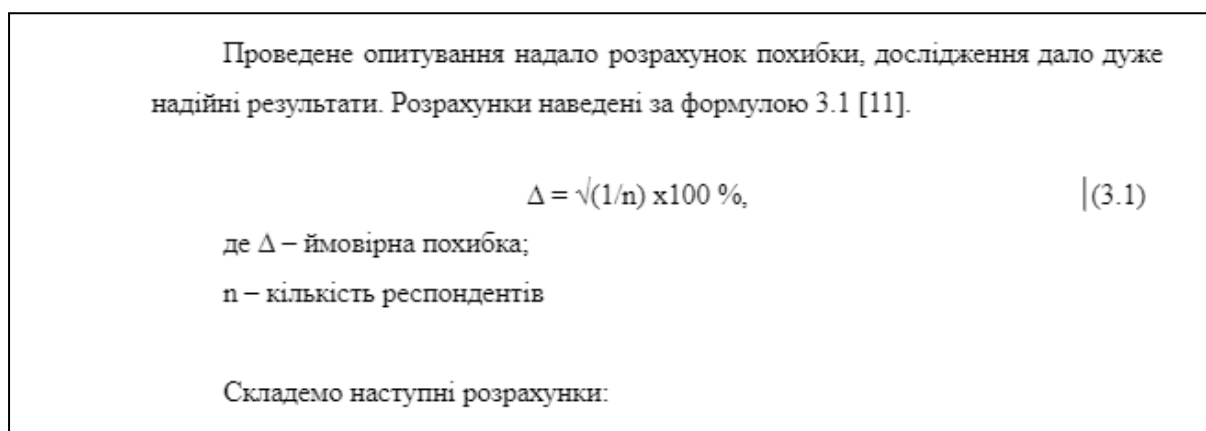 Проведене опитування надало розрахунок похибки, дослідження дало дуже
надійні результати. Розрахунки наведені за формулою 3.1 [11].
Δ = √(1/n) x100 %, (3.1)
де Δ – ймовірна похибка;
n – кількість респондентів
Складемо наступні розрахунки: